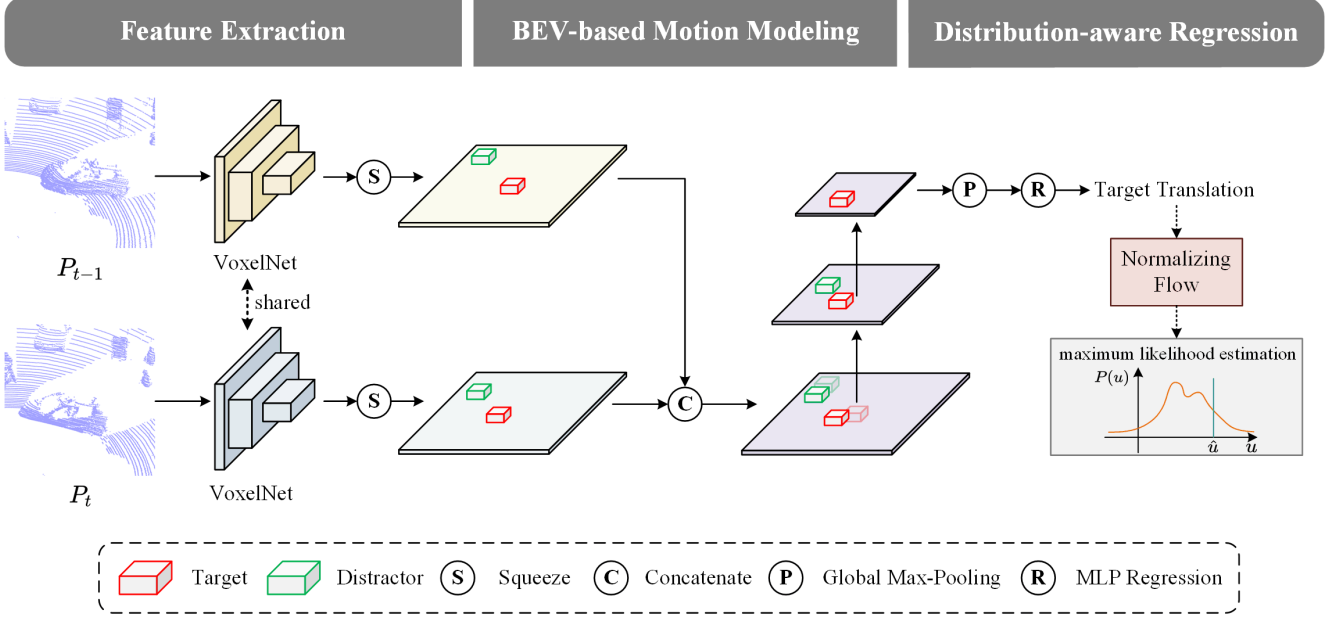 Feature Extraction
BEV-based Motion Modeling
Distribution-aware Regression
P_{t-1}
VoxelNet
S
P
R
Target Translation
shared
Normalizing
Flow
P_t
VoxelNet
S
C
maximum likelihood estimation
P(u)
û
u
Target
Distractor
S
Squeeze
C
Concatenate
P
Global Max-Pooling
R
MLP Regression